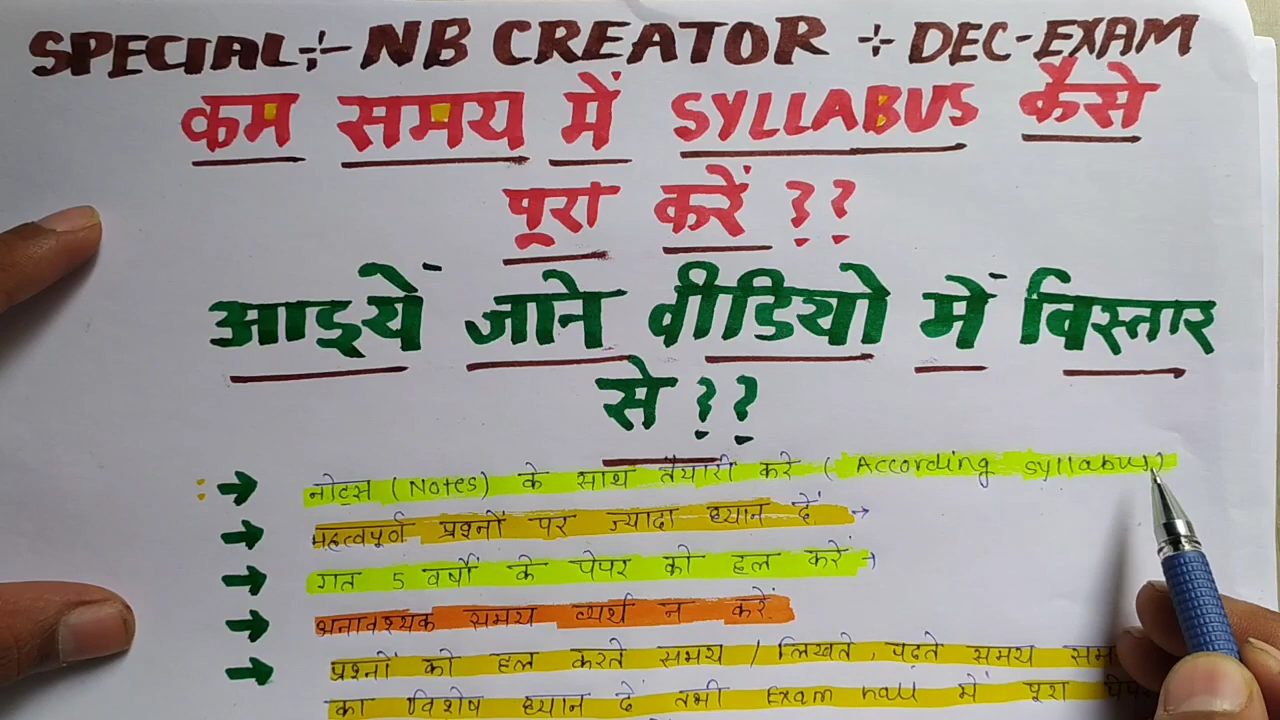 SPECIAL÷ NB CREATOR ÷ DEC-EXAM
कम समय में SYLLABUS कैसे
पूरा करें ??
आइयें जाने वीडियो में विस्तार
से ??
नोट्स (Notes) के साथ तैयारी करे (According syllabus)
महत्वपूर्ण प्रश्नों पर ज्यादा ध्यान दें →
गत 5 वर्षों के पेपर को हल करें →
अनावश्यक समय व्यर्थ न करें
प्रश्नों को हल करते समय / लिखते, पढ़ते समय
का विशेष ध्यान दें तभी Exam hall में पूरा